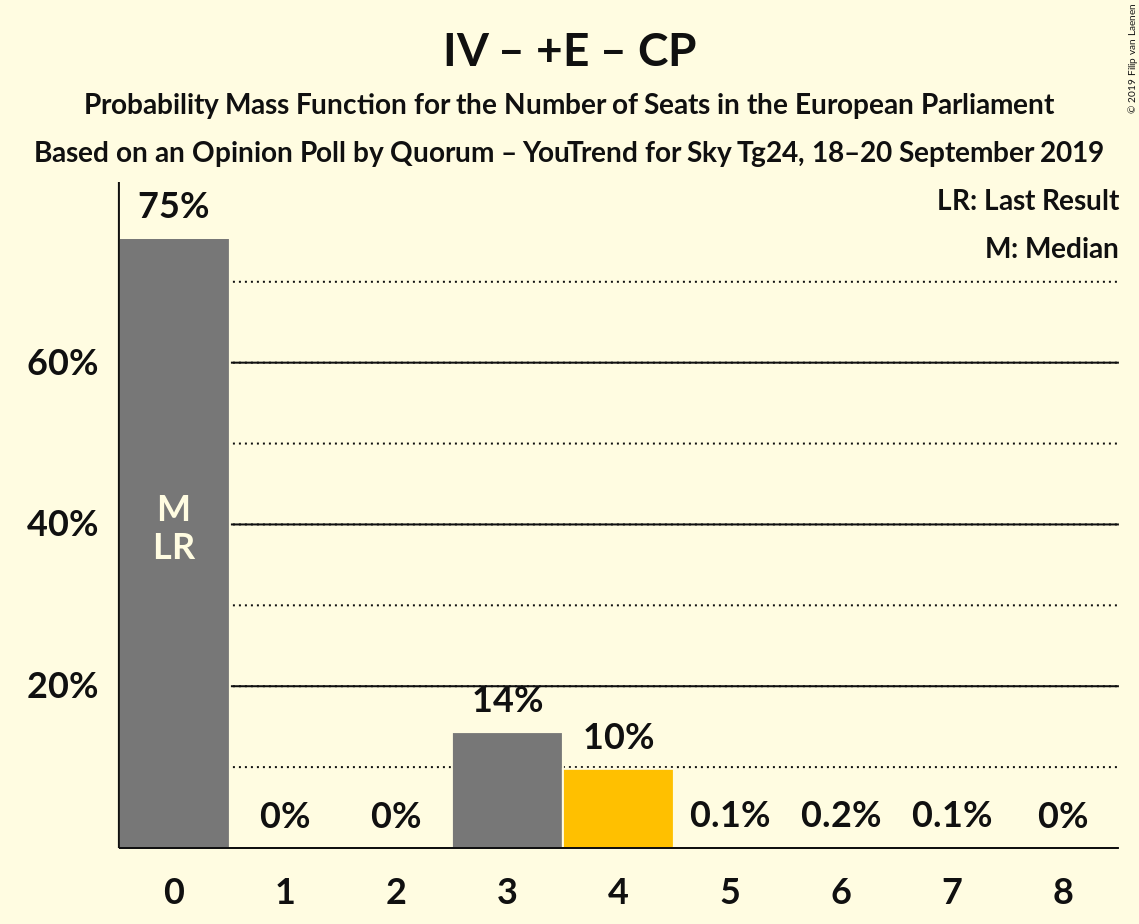 IV – +E – CP
Probability Mass Function for the Number of Seats in the European Parliament
Based on an Opinion Poll by Quorum – YouTrend for Sky Tg24, 18–20 September 2019
© 2019 Filip van Laenen
LR: Last Result
M: Median
75%
60%
40%
20%
M
LR
14%
10%
0%
0%
0.1%
0.2%
0.1%
0%
0 1 2 3 4 5 6 7 8